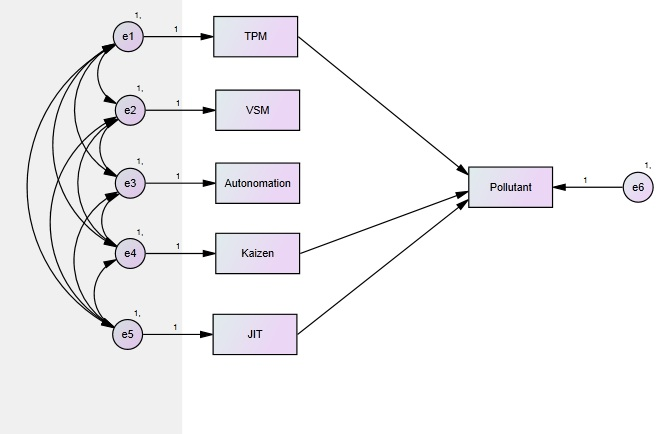 1,
e1
1
TPM
1,
e2
1
VSM
1,
e3
1
Autonomation
1,
e4
1
Kaizen
1,
e5
1
JIT
Pollutant
1
1,
e6